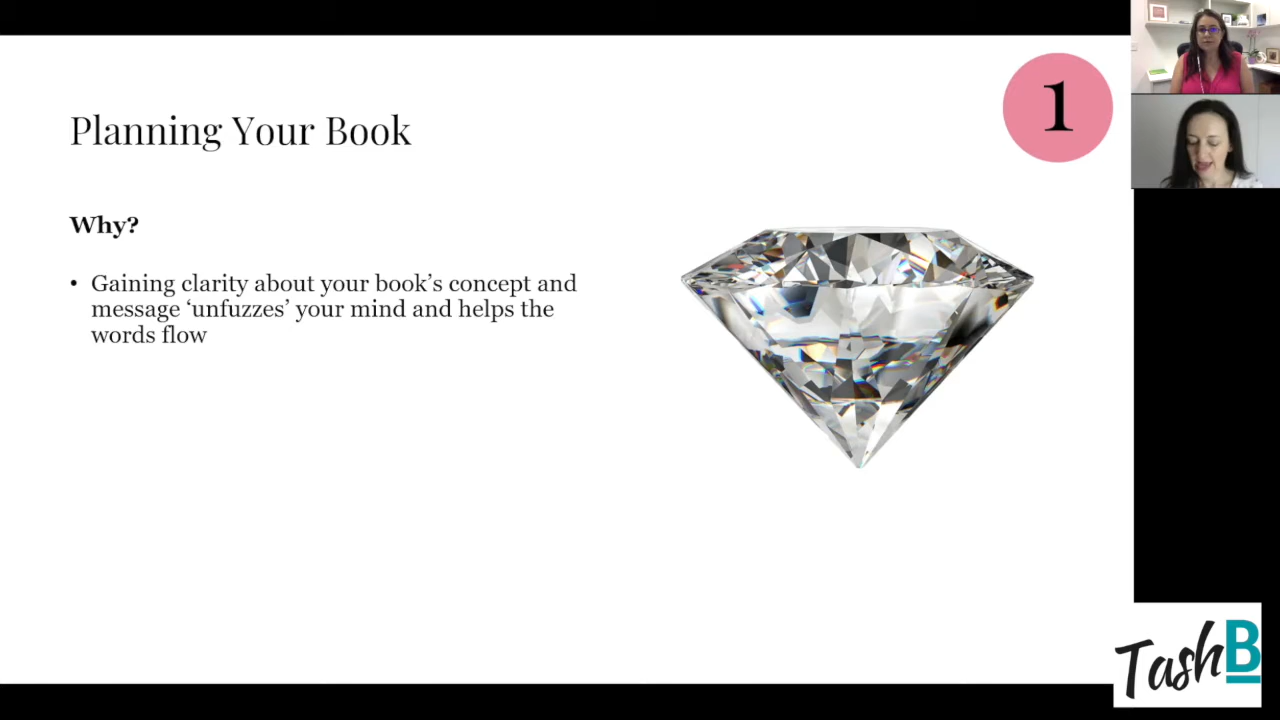 1
Planning Your Book
Why?
• Gaining clarity about your book’s concept and
message ‘unfuzzes’ your mind and helps the
words flow
TashB